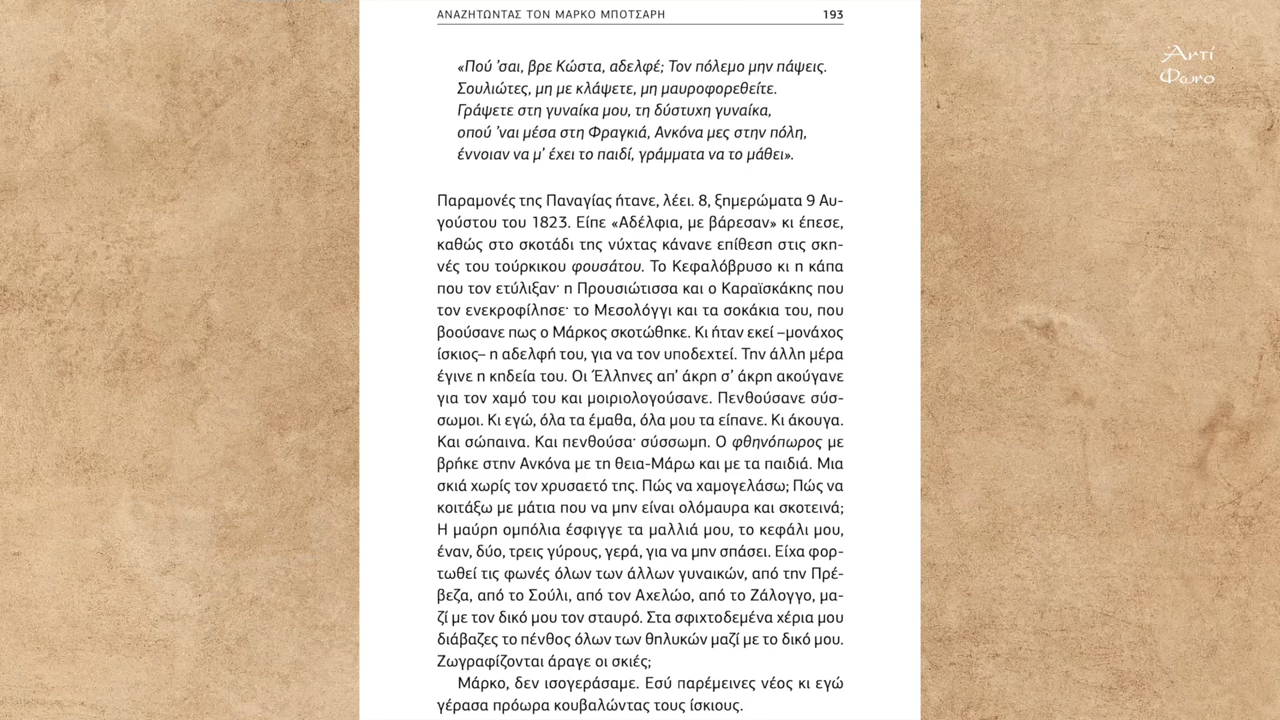 ΑΝΑΖΗΤΩΝΤΑΣ ΤΟΝ ΜΑΡΚΟ ΜΠΟΤΣΑΡΗ 193
«Πού ’σαι, βρε Κώστα, αδελφέ; Τον πόλεμο μην πάψεις.
Σουλιώτες, μη με κλάψετε, μη μαυροφορεθείτε.
Γράψετε στη γυναίκα μου, τη δύστυχη γυναίκα,
οπού ’ναι μέσα στη Φραγκιά, Ανκόνα μες στην πόλη,
έννοιαν να μ’ έχει το παιδί, γράμματα να το μάθει».
Παραμονές της Παναγίας ήτανε, λέει. 8, ξημερώματα 9 Αυ-
γούστου του 1823. Είπε «Αδέλφια, με βάρεσαν» κι έπεσε,
καθώς στο σκοτάδι της νύχτας κάνανε επίθεση στις σκη-
νές του τούρκικου φουσάτου. Το Κεφαλόβρυσο κι η κάπα
που τον ετύλιξαν· η Προυσιώτισσα και ο Καραϊσκάκης που
τον ενεκροφίλησε· το Μεσολόγγι και τα σοκάκια του, που
βοούσανε πως ο Μάρκος σκοτώθηκε. Κι ήταν εκεί –μονάχος
ίσκιος– η αδελφή του, για να τον υποδεχτεί. Την άλλη μέρα
έγινε η κηδεία του. Οι Έλληνες απ’ άκρη σ’ άκρη ακούγανε
για τον χαμό του και μοιριολογούσανε. Πενθούσανε σύσ-
σωμοι. Κι εγώ, όλα τα έμαθα, όλα μου τα είπανε. Κι άκουγα.
Και σώπαινα. Και πενθούσα· σύσσωμη. Ο φθηνόπωρος με
βρήκε στην Ανκόνα με τη θεια-Μάρω και με τα παιδιά. Μια
σκιά χωρίς τον χρυσαετό της. Πώς να χαμογελάσω; Πώς να
κοιτάξω με μάτια που να μην είναι ολόμαυρα και σκοτεινά;
Η μαύρη ομπόλια έσφιγγε τα μαλλιά μου, το κεφάλι μου,
έναν, δύο, τρεις γύρους, γερά, για να μην σπάσει. Είχα φορ-
τωθεί τις φωνές όλων των άλλων γυναικών, από την Πρέ-
βεζα, από το Σούλι, από τον Αχελώο, από το Ζάλογγο, μα-
ζί με τον δικό μου τον σταυρό. Στα σφιχτοδεμένα χέρια μου
διάβαζες το πένθος όλων των θηλυκών μαζί με το δικό μου.
Ζωγραφίζονται άραγε οι σκιές;
Μάρκο, δεν ισογεράσαμε. Εσύ παρέμεινες νέος κι εγώ
γέρασα πρόωρα κουβαλώντας τους ίσκιους.
Ἀντί
Φωνο